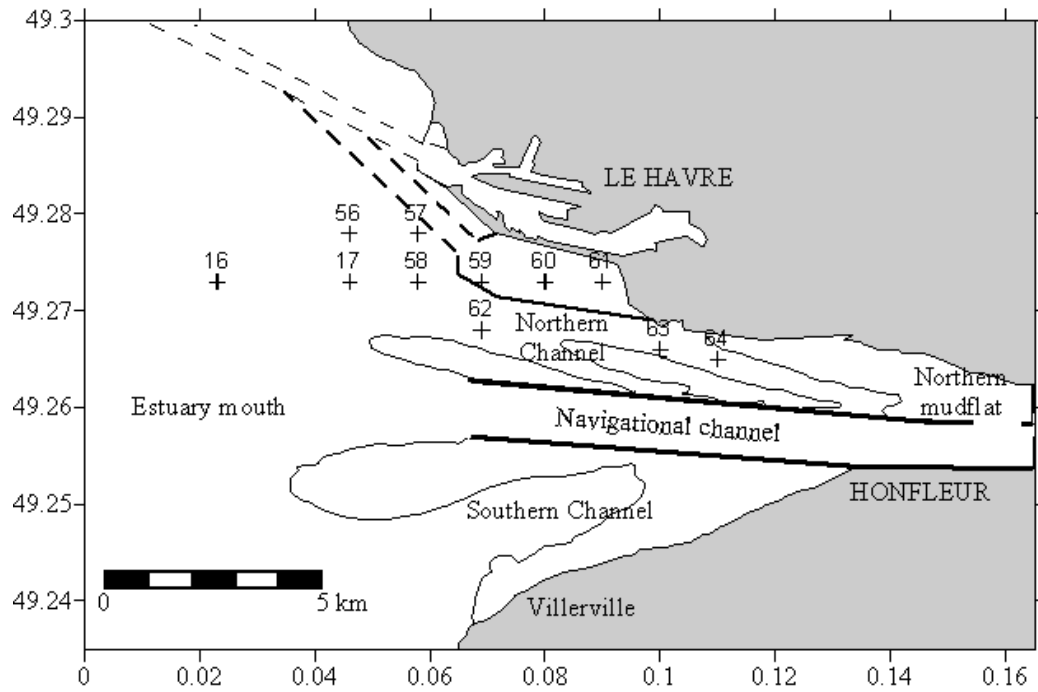 49.3
49.29
49.28
49.27
49.26
49.25
49.24
LE HAVRE
56 57
16 17 58 59 60 61
62
63
64
Northern
Channel
Northern
mudflat
Estuary mouth
Navigational channel
HONFLEUR
Southern Channel
Villerville
0 5 km
0 0.02 0.04 0.06 0.08 0.1 0.12 0.14 0.16